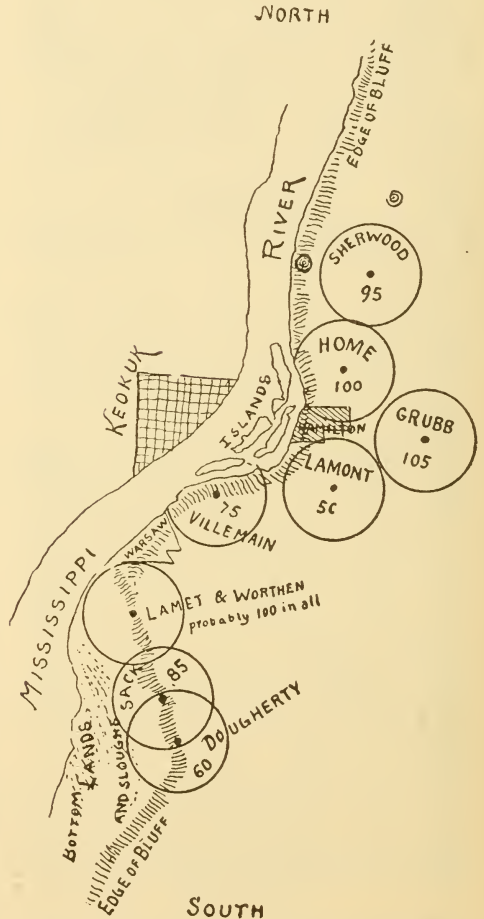 NORTH
EDGE OF BLUFF
RIVER
SHERWOOD
95
HOME
100
KEOKUK
ISLANDS
HAMILTON
GRUBB
105
LAMONT
50
75
VILLEMAIN
WARSAW
MISSISSIPPI
LAMET & WORTHEN
probably 100 in all
SACK
85
DOUGHERTY
60
BOTTOM LANDS
AND SLOUGHS
EDGE OF BLUFF
SOUTH